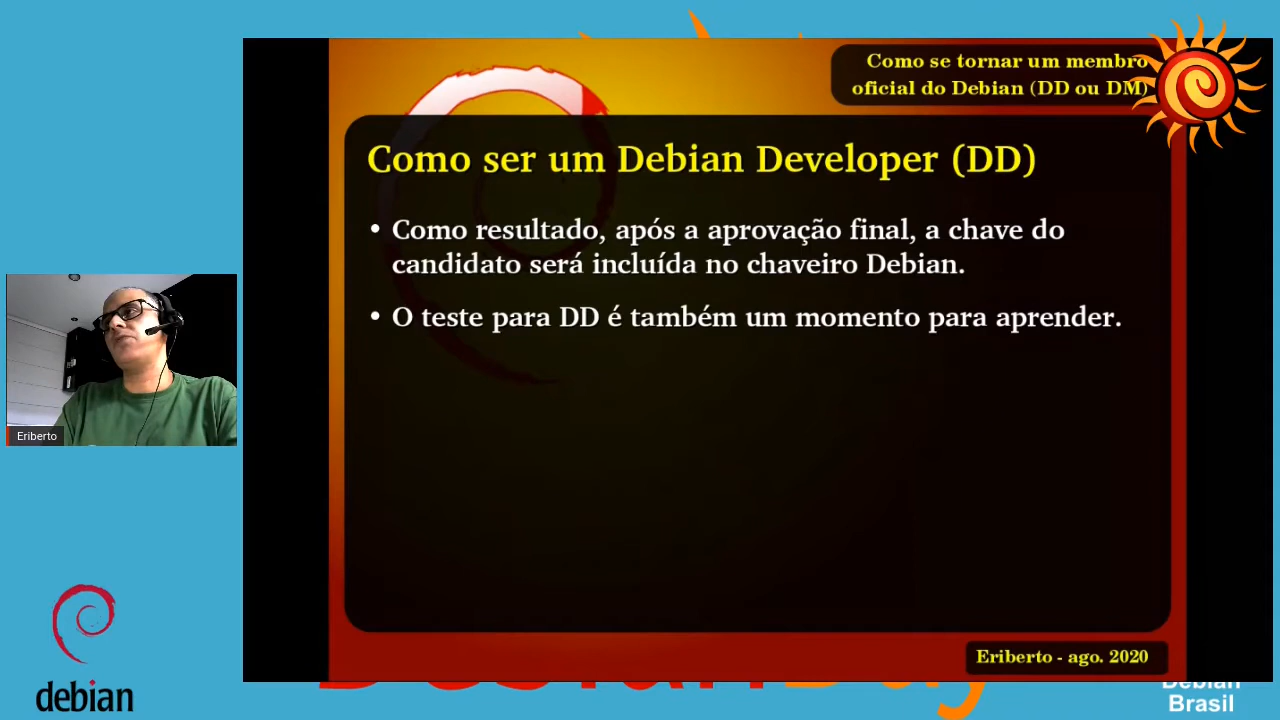 Como se tornar um membro
oficial do Debian (DD ou DM)
Como ser um Debian Developer (DD)
• Como resultado, após a aprovação final, a chave do
candidato será incluída no chaveiro Debian.
• O teste para DD é também um momento para aprender.
Eriberto
Eriberto - ago. 2020
debian
Debian
Brasil